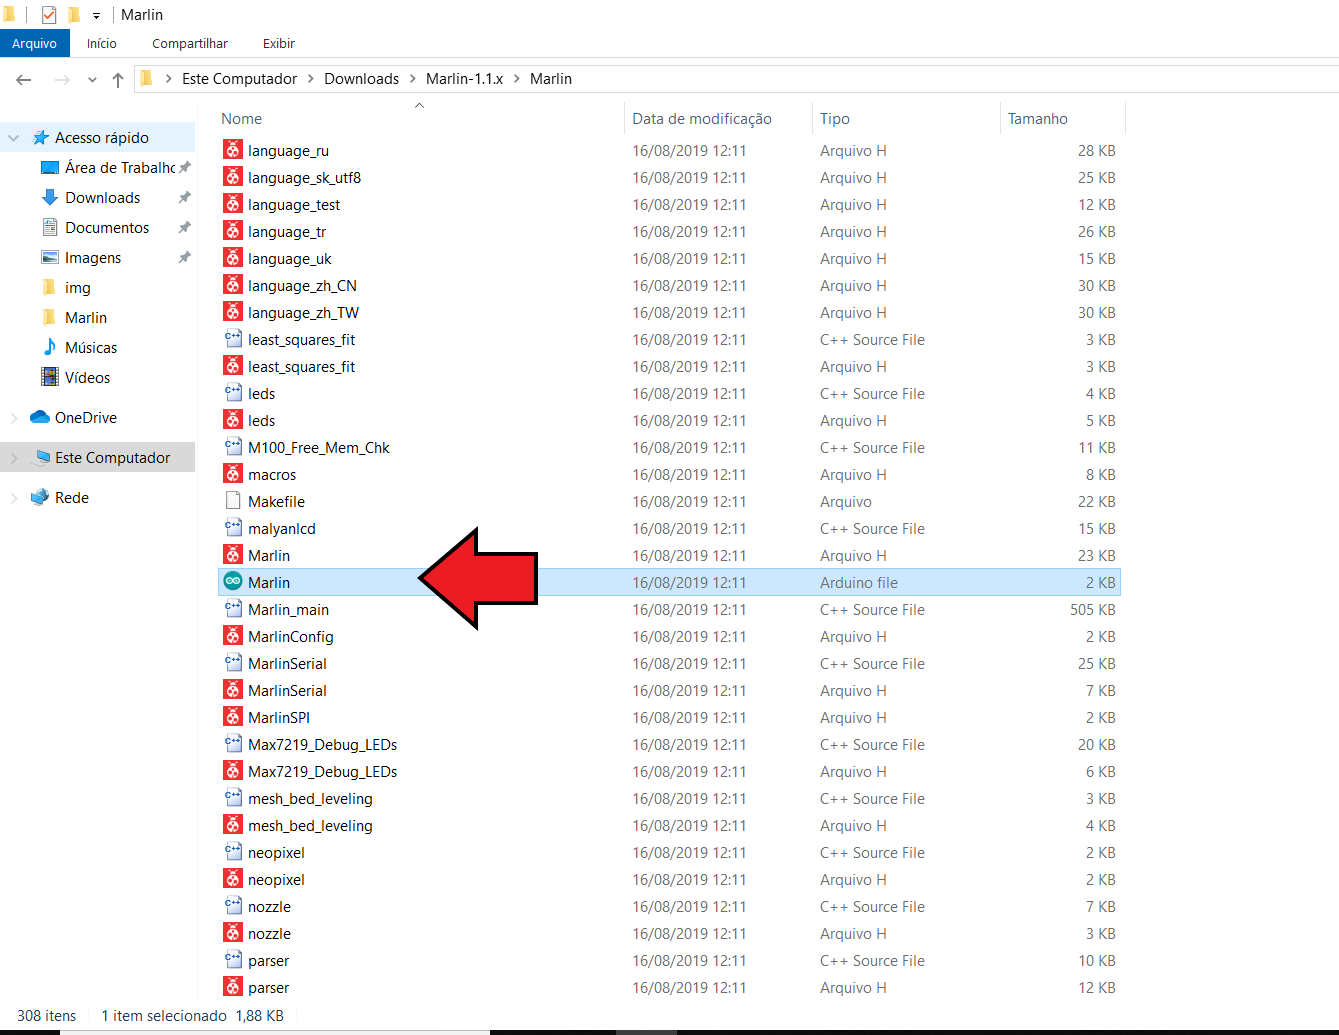 Marlin
Arquivo Início Compartilhar Exibir
Este Computador Downloads Marlin-1.1.x Marlin
Nome Data de modificação Tipo Tamanho
Acesso rápido
Área de Trabalho
Downloads
Documentos
Imagens
img
Marlin
Músicas
Vídeos
OneDrive
Este Computador
Rede
language_ru 16/08/2019 12:11 Arquivo H 28 KB
language_sk_utf8 16/08/2019 12:11 Arquivo H 25 KB
language_test 16/08/2019 12:11 Arquivo H 12 KB
language_tr 16/08/2019 12:11 Arquivo H 26 KB
language_uk 16/08/2019 12:11 Arquivo H 15 KB
language_zh_CN 16/08/2019 12:11 Arquivo H 30 KB
language_zh_TW 16/08/2019 12:11 Arquivo H 30 KB
least_squares_fit 16/08/2019 12:11 C++ Source File 3 KB
least_squares_fit 16/08/2019 12:11 Arquivo H 3 KB
leds 16/08/2019 12:11 C++ Source File 4 KB
leds 16/08/2019 12:11 Arquivo H 5 KB
M100_Free_Mem_Chk 16/08/2019 12:11 C++ Source File 11 KB
macros 16/08/2019 12:11 Arquivo H 8 KB
Makefile 16/08/2019 12:11 Arquivo 22 KB
malyanlcd 16/08/2019 12:11 C++ Source File 15 KB
Marlin 16/08/2019 12:11 Arquivo H 23 KB
Marlin 16/08/2019 12:11 Arduino file 2 KB
Marlin_main 16/08/2019 12:11 C++ Source File 505 KB
MarlinConfig 16/08/2019 12:11 Arquivo H 2 KB
MarlinSerial 16/08/2019 12:11 C++ Source File 25 KB
MarlinSerial 16/08/2019 12:11 Arquivo H 7 KB
MarlinSPI 16/08/2019 12:11 Arquivo H 2 KB
Max7219_Debug_LEDs 16/08/2019 12:11 C++ Source File 20 KB
Max7219_Debug_LEDs 16/08/2019 12:11 Arquivo H 6 KB
mesh_bed_leveling 16/08/2019 12:11 C++ Source File 3 KB
mesh_bed_leveling 16/08/2019 12:11 Arquivo H 4 KB
neopixel 16/08/2019 12:11 C++ Source File 2 KB
neopixel 16/08/2019 12:11 Arquivo H 2 KB
nozzle 16/08/2019 12:11 C++ Source File 7 KB
nozzle 16/08/2019 12:11 Arquivo H 3 KB
parser 16/08/2019 12:11 C++ Source File 10 KB
parser 16/08/2019 12:11 Arquivo H 12 KB
308 itens 1 item selecionado 1,88 KB